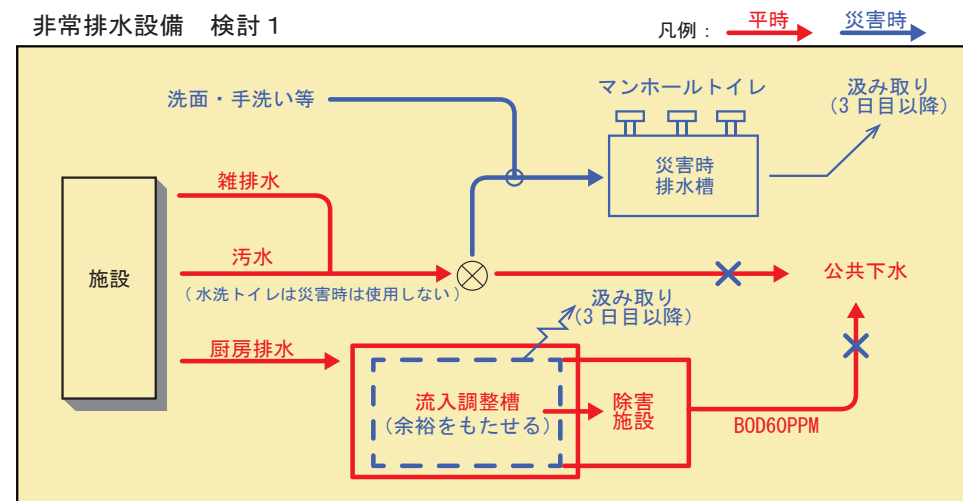 非常排水設備 検討1
凡例: 平時 災害時
洗面・手洗い等
マンホールトイレ
汲み取り
(3日目以降)
災害時
排水槽
雑排水
汚水
(水洗トイレは災害時は使用しない)
施設
公共下水
汲み取り
(3日目以降)
厨房排水
流入調整槽
(余裕をもたせる)
除害
施設
BOD60PPM